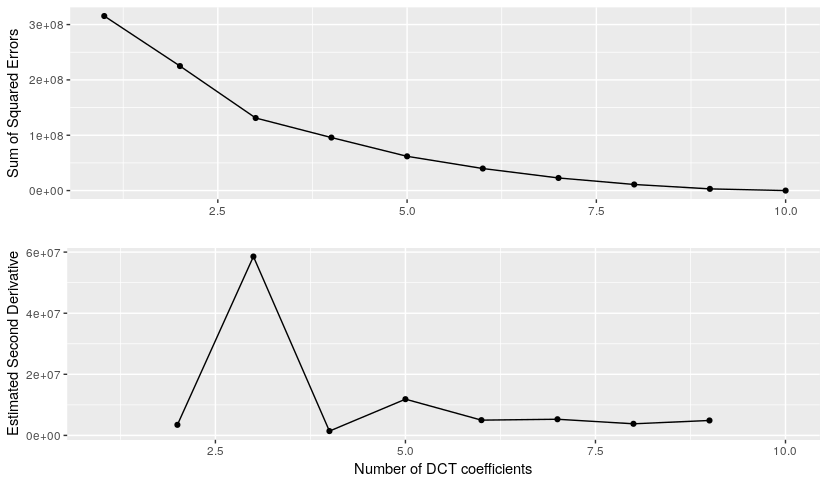 Sum of Squared Errors
3e+08
2e+08
1e+08
0e+00
2.5 5.0 7.5 10.0
Estimated Second Derivative
6e+07
4e+07
2e+07
0e+00
2.5 5.0 7.5 10.0
Number of DCT coefficients